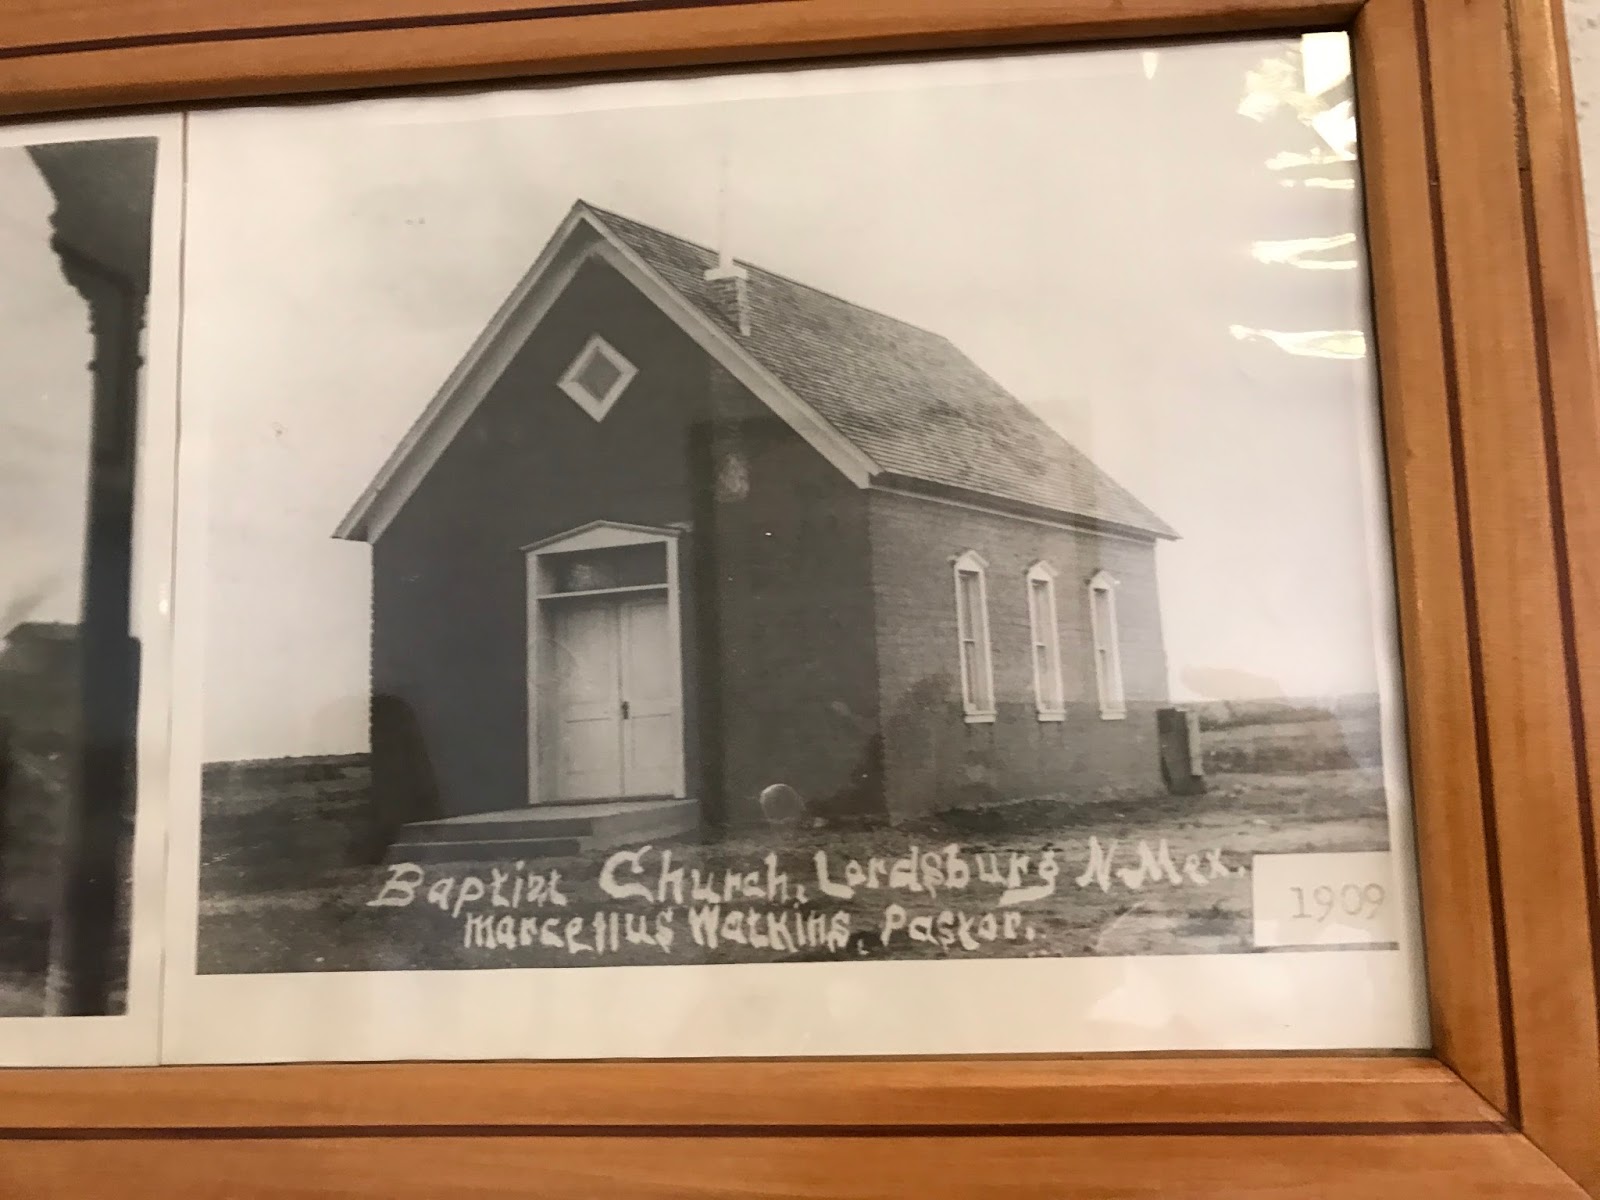 Baptist Church, Lordsburg N. Mex.
Marcellus Watkins, Pastor.
1909